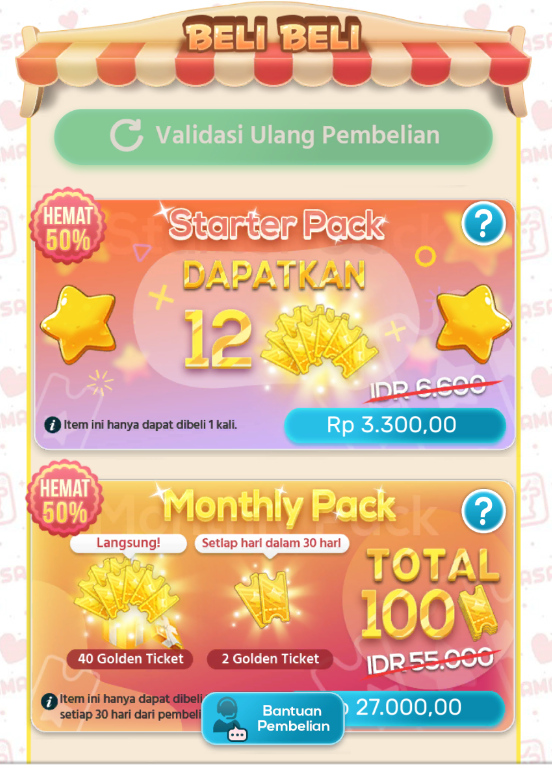 BELI BELI
Validasi Ulang Pembelian
HEMAT
50%
Starter Pack
?
DAPATKAN
12
IDR 6.600
i Item ini hanya dapat dibeli 1 kali.
Rp 3.300,00
HEMAT
50%
Monthly Pack
?
Langsung!
Setiap hari dalam 30 hari
TOTAL
100
40 Golden Ticket
2 Golden Ticket
IDR 55.000
i Item ini hanya dapat dibeli
setiap 30 hari dari pembeli
27.000,00
Bantuan
Pembelian